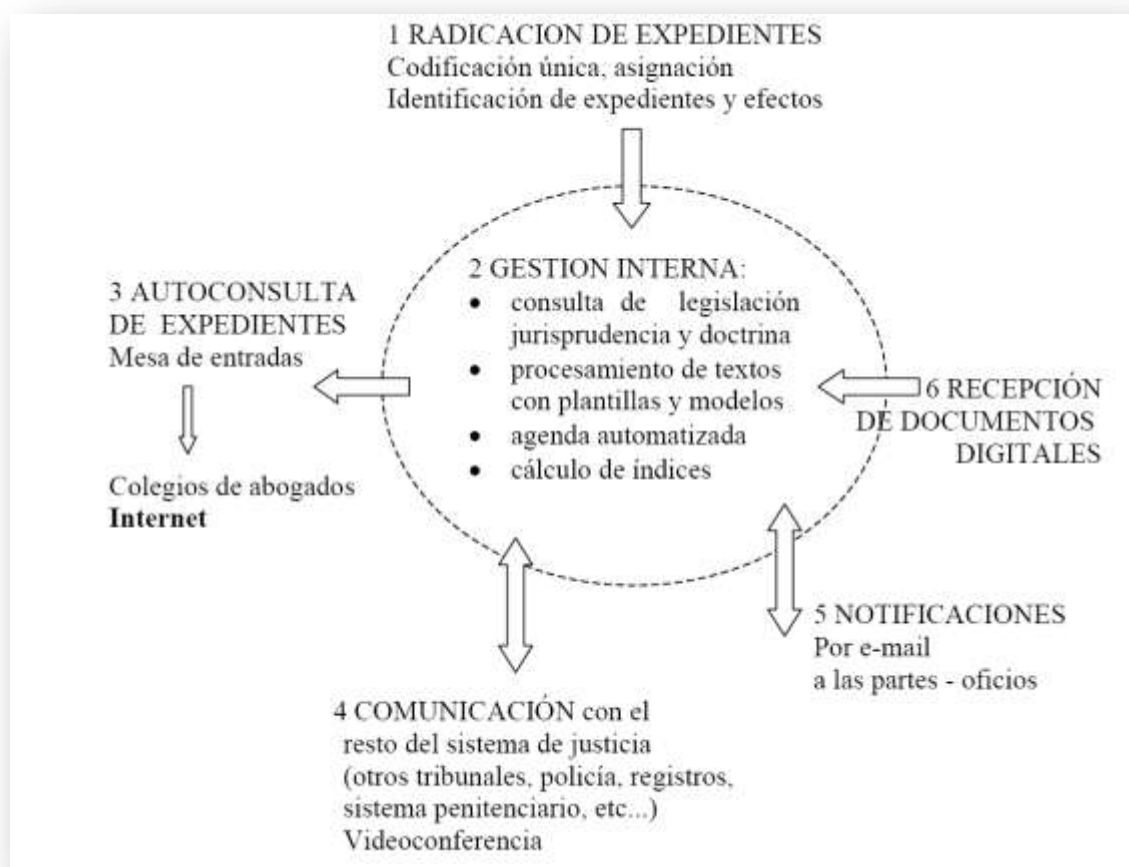 1 RADICACION DE EXPEDIENTES
Codificación única, asignación
Identificación de expedientes y efectos
2 GESTION INTERNA:
• consulta de legislación
jurisprudencia y doctrina
• procesamiento de textos
con plantillas y modelos
• agenda automatizada
• cálculo de índices
3 AUTOCONSULTA
DE EXPEDIENTES
Mesa de entradas
Colegios de abogados
Internet
4 COMUNICACIÓN con el
resto del sistema de justicia
(otros tribunales, policía, registros,
sistema penitenciario, etc...)
Videoconferencia
5 NOTIFICACIONES
Por e-mail
a las partes - oficios
6 RECEPCIÓN
DE DOCUMENTOS
DIGITALES